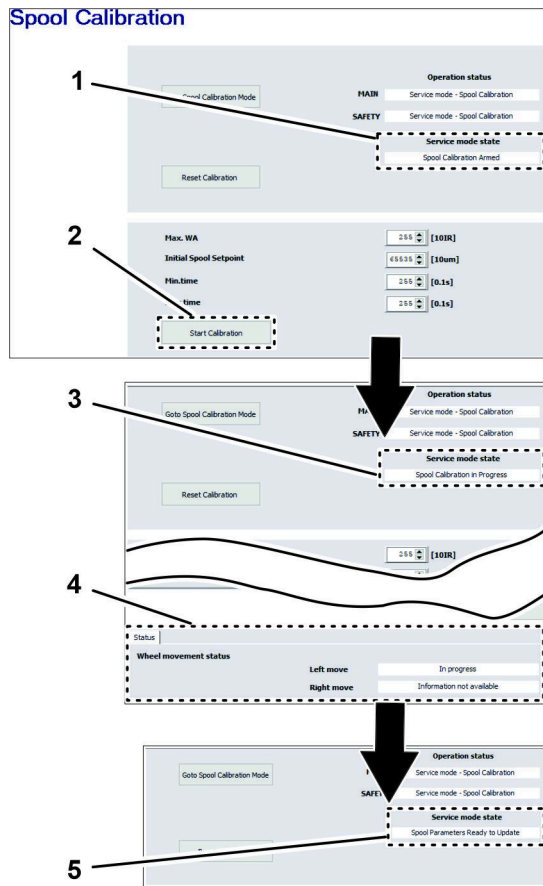 Spool Calibration
1
Spool Calibration Mode
Operation status
MAIN Service mode - Spool Calibration
SAFETY Service mode - Spool Calibration
Service mode state
Spool Calibration Armed
Reset Calibration
2
Max. WA 255 [10IR]
Initial Spool Setpoint 65535 [10um]
Min.time 255 [0.1s]
time 255 [0.1s]
Start Calibration
3
Goto Spool Calibration Mode
Operation status
Service mode - Spool Calibration
SAFETY Service mode - Spool Calibration
Service mode state
Spool Calibration in Progress
Reset Calibration
255 [10IR]
4
Status
Wheel movement status
Left move In progress
Right move Information not available
Goto Spool Calibration Mode
Operation status
Service mode - Spool Calibration
Service mode - Spool Calibration
Service mode state
Spool Parameters Ready to Update
5